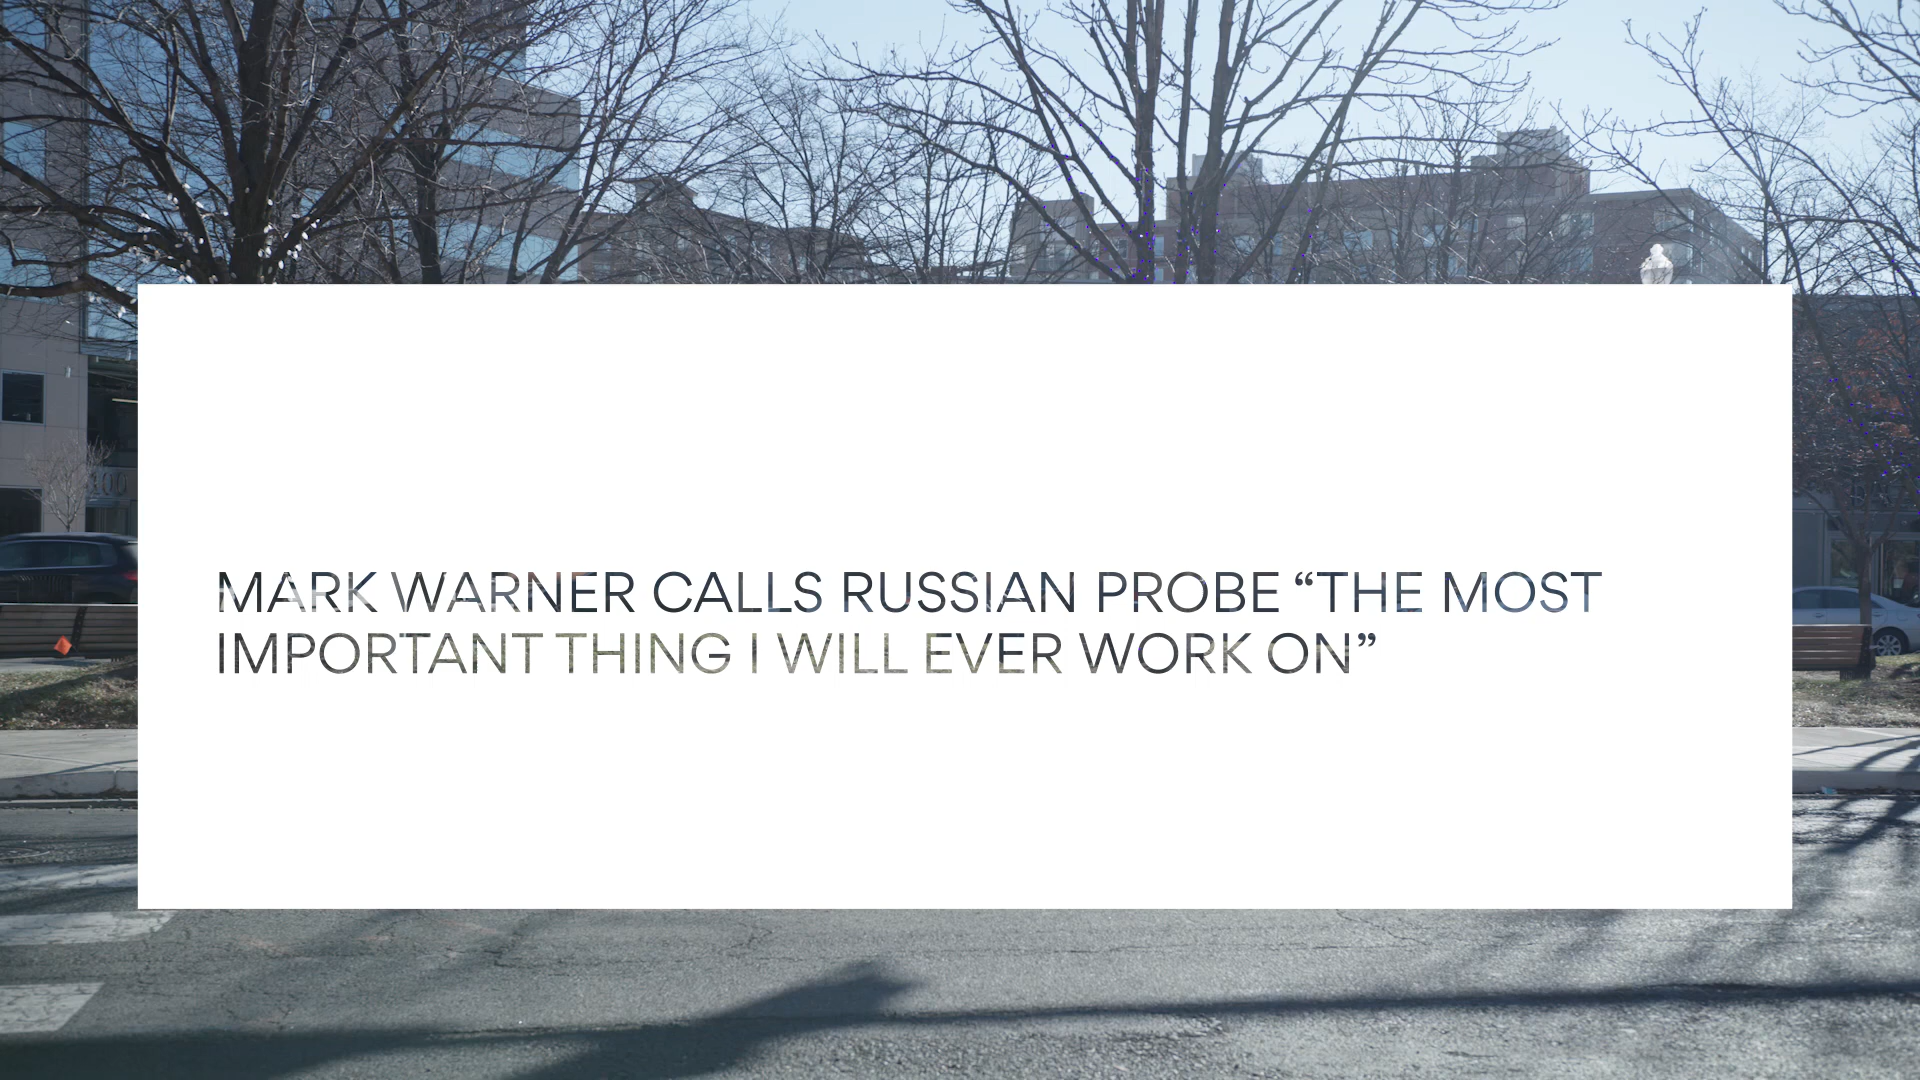 MARK WARNER CALLS RUSSIAN PROBE “THE MOST
IMPORTANT THING I WILL EVER WORK ON”